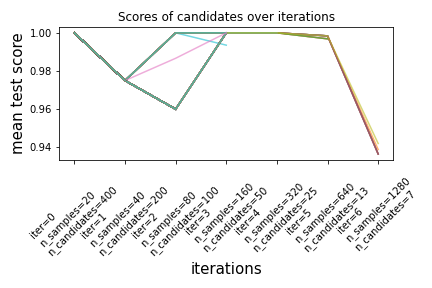 Scores of candidates over iterations
mean test score
1.00
0.98
0.96
0.94
iter=0
n_samples=20
n_candidates=400
iter=1
n_samples=40
n_candidates=200
iter=2
n_samples=80
n_candidates=100
iter=3
n_samples=160
n_candidates=50
iter=4
n_samples=320
n_candidates=25
iter=5
n_samples=640
n_candidates=13
iter=6
n_samples=1280
n_candidates=7
iterations